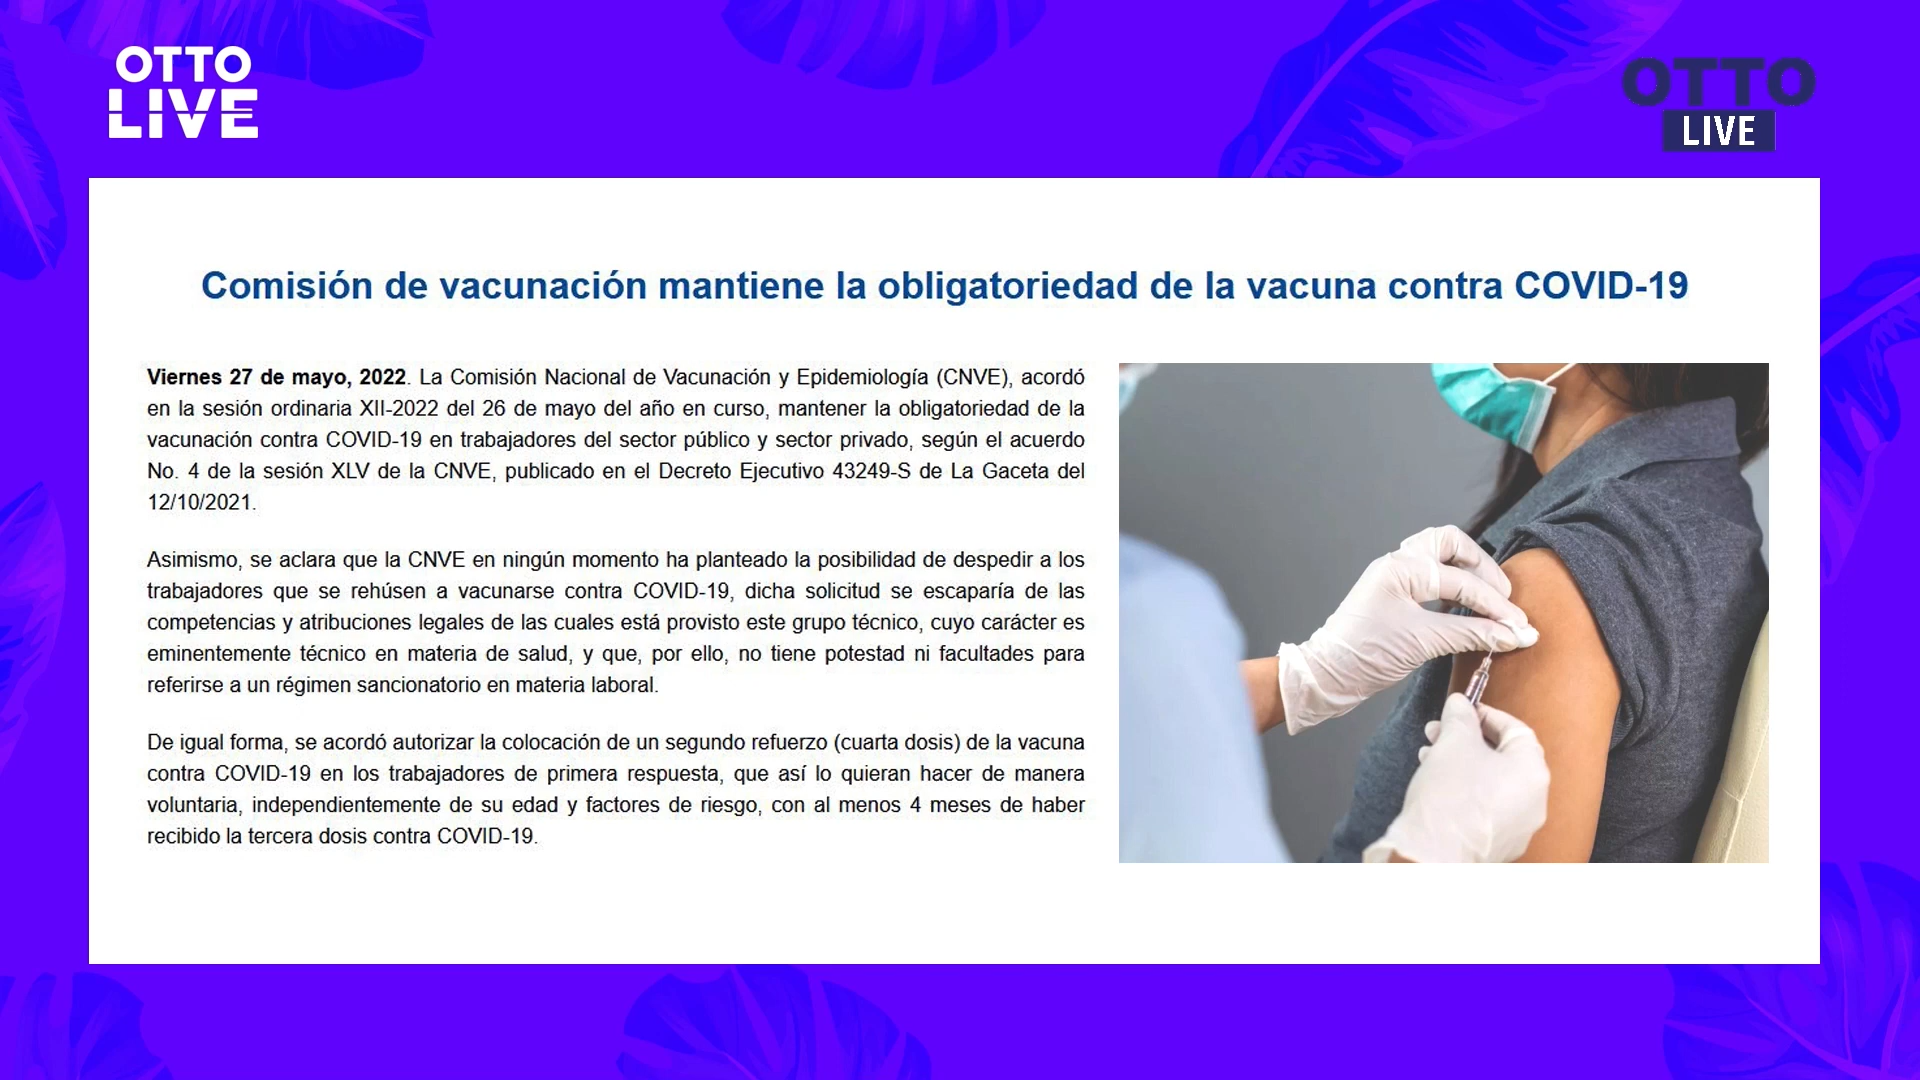 OTTO
LIVE
OTTO
LIVE
Comisión de vacunación mantiene la obligatoriedad de la vacuna contra COVID-19
Viernes 27 de mayo, 2022. La Comisión Nacional de Vacunación y Epidemiología (CNVE), acordó
en la sesión ordinaria XII-2022 del 26 de mayo del año en curso, mantener la obligatoriedad de la
vacunación contra COVID-19 en trabajadores del sector público y sector privado, según el acuerdo
No. 4 de la sesión XLV de la CNVE, publicado en el Decreto Ejecutivo 43249-S de La Gaceta del
12/10/2021.
Asimismo, se aclara que la CNVE en ningún momento ha planteado la posibilidad de despedir a los
trabajadores que se rehúsen a vacunarse contra COVID-19, dicha solicitud se escaparía de las
competencias y atribuciones legales de las cuales está provisto este grupo técnico, cuyo carácter es
eminentemente técnico en materia de salud, y que, por ello, no tiene potestad ni facultades para
referirse a un régimen sancionatorio en materia laboral.
De igual forma, se acordó autorizar la colocación de un segundo refuerzo (cuarta dosis) de la vacuna
contra COVID-19 en los trabajadores de primera respuesta, que así lo quieran hacer de manera
voluntaria, independientemente de su edad y factores de riesgo, con al menos 4 meses de haber
recibido la tercera dosis contra COVID-19.